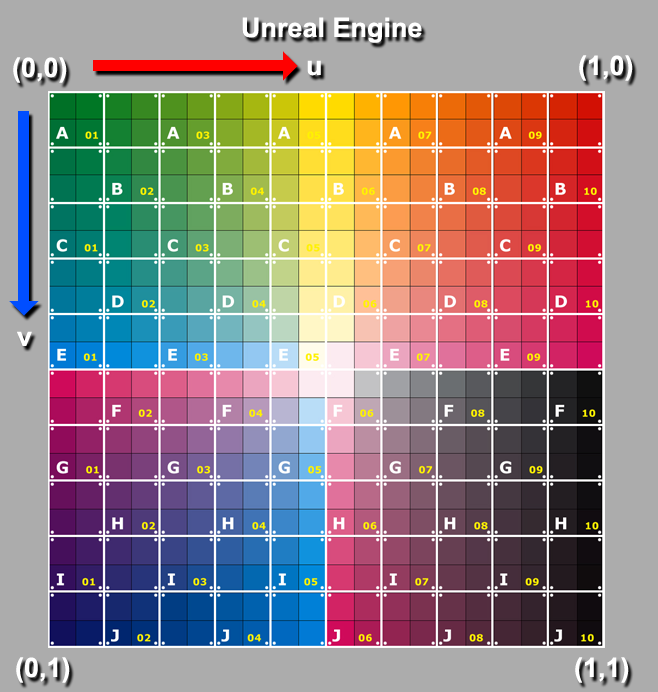 Unreal Engine
(0,0) u (1,0)
A 01 A 03 A 05 A 07 A 09
B 02 B 04 B 06 B 08 B 10
C 01 C 03 C 05 C 07 C 09
D 02 D 04 D 06 D 08 D 10
v
E 01 E 03 E 05 E 07 E 09
F 02 F 04 F 06 F 08 F 10
G 01 G 03 G 05 G 07 G 09
H 02 H 04 H 06 H 08 H 10
I 01 I 03 I 05 I 07 I 09
J 02 J 04 J 06 J 08 J 10
(0,1) (1,1)